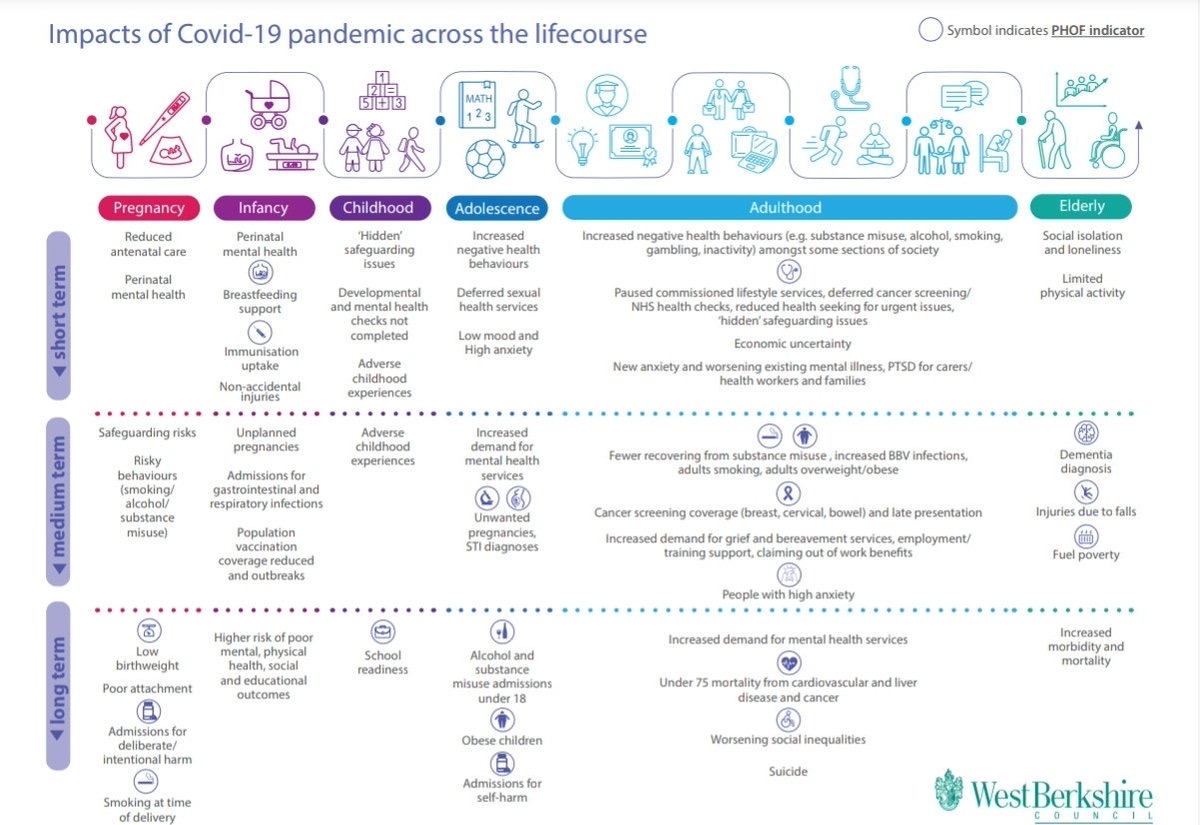 Impacts of Covid-19 pandemic across the lifecourse
Symbol indicates PHOF indicator
1
2 =
5 + 3
MATH
1 2 3
Pregnancy
Infancy
Childhood
Adolescence
Adulthood
Elderly
short term
Reduced
antenatal care
Perinatal
mental health
Perinatal
mental health
Breastfeeding
support
Immunisation
uptake
Non-accidental
injuries
‘Hidden’
safeguarding
issues
Developmental
and mental health
checks not
completed
Adverse
childhood
experiences
Increased
negative health
behaviours
Deferred sexual
health services
Low mood and
High anxiety
Increased negative health behaviours (e.g. substance misuse, alcohol, smoking,
gambling, inactivity) amongst some sections of society
Paused commissioned lifestyle services, deferred cancer screening/
NHS health checks, reduced health seeking for urgent issues,
‘hidden’ safeguarding issues
Economic uncertainty
New anxiety and worsening existing mental illness, PTSD for carers/
health workers and families
Social isolation
and loneliness
Limited
physical activity
medium term
Safeguarding risks
Risky
behaviours
(smoking/
alcohol/
substance
misuse)
Unplanned
pregnancies
Admissions for
gastrointestinal and
respiratory infections
Population
vaccination
coverage reduced
and outbreaks
Adverse
childhood
experiences
Increased
demand for
mental health
services
Unwanted
pregnancies,
STI diagnoses
Fewer recovering from substance misuse , increased BBV infections,
adults smoking, adults overweight/obese
Cancer screening coverage (breast, cervical, bowel) and late presentation
Increased demand for grief and bereavement services, employment/
training support, claiming out of work benefits
People with high anxiety
Dementia
diagnosis
Injuries due to falls
Fuel poverty
long term
Low
birthweight
Poor attachment
Admissions for
deliberate/
intentional harm
Smoking at time
of delivery
Higher risk of poor
mental, physical
health, social
and educational
outcomes
School
readiness
Alcohol and
substance
misuse admissions
under 18
Obese children
Admissions for
self-harm
Increased demand for mental health services
Under 75 mortality from cardiovascular and liver
disease and cancer
Worsening social inequalities
Suicide
Increased
morbidity and
mortality
West Berkshire
COUNCIL